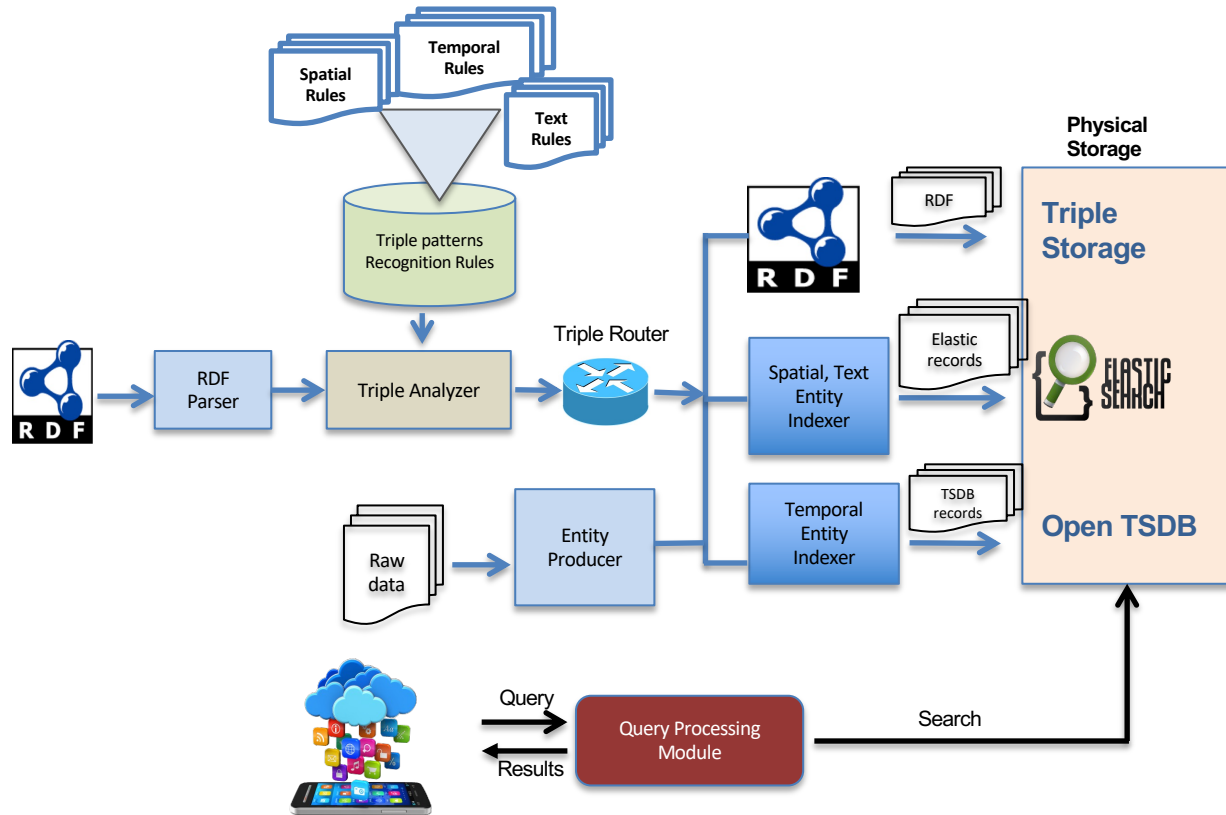 Temporal
Rules
Spatial
Rules
Text
Rules
Physical
Storage
RDF
Triple patterns
Recognition Rules
RDF
Triple
Storage
Triple Router
Elastic
records
RDF
Parser
Triple Analyzer
Spatial, Text
Entity
Indexer
ELASTIC
SEARCH
RDF
TSDB
records
Temporal
Entity
Indexer
Open TSDB
Entity
Producer
Raw
data
Query
Query Processing
Module
Search
Results